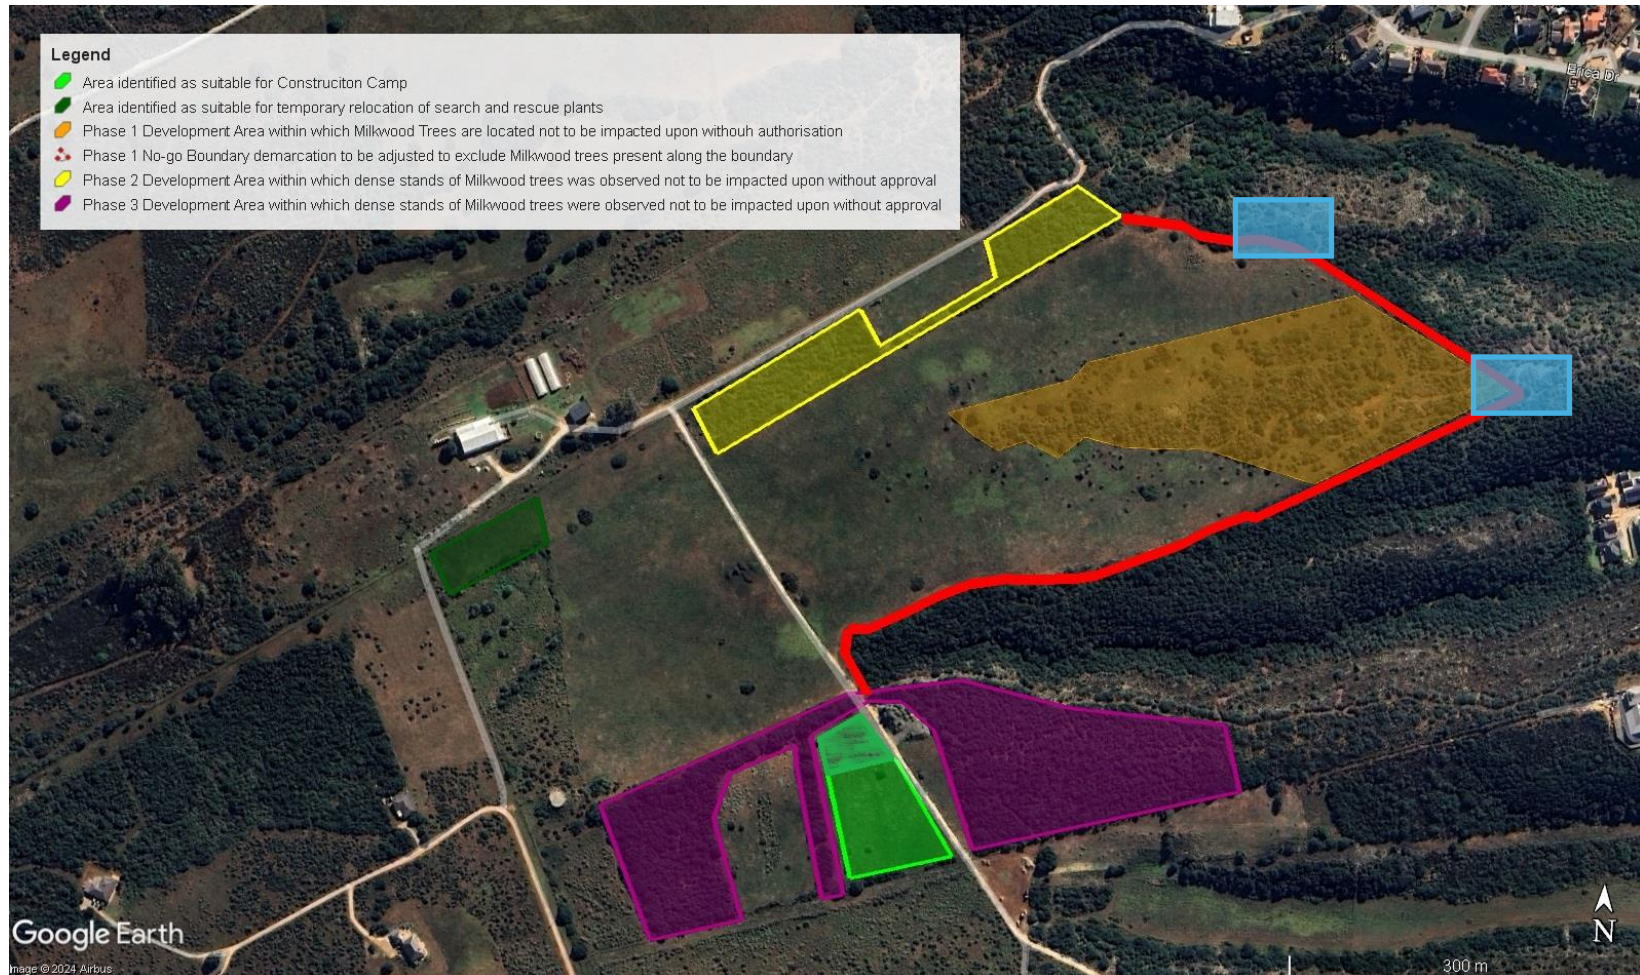 Legend
Area identified as suitable for Construciton Camp
Area identified as suitable for temporary relocation of search and rescue plants
Phase 1 Development Area within which Milkwood Trees are located not to be impacted upon withouh authorisation
Phase 1 No-go Boundary demarcation to be adjusted to exclude Milkwood trees present along the boundary
Phase 2 Development Area within which dense stands of Milkwood trees was observed not to be impacted upon without approval
Phase 3 Development Area within which dense stands of Milkwood trees were observed not to be impacted upon without approval
Erica Dr
Google Earth
Image © 2024 Airbus
N
300 m